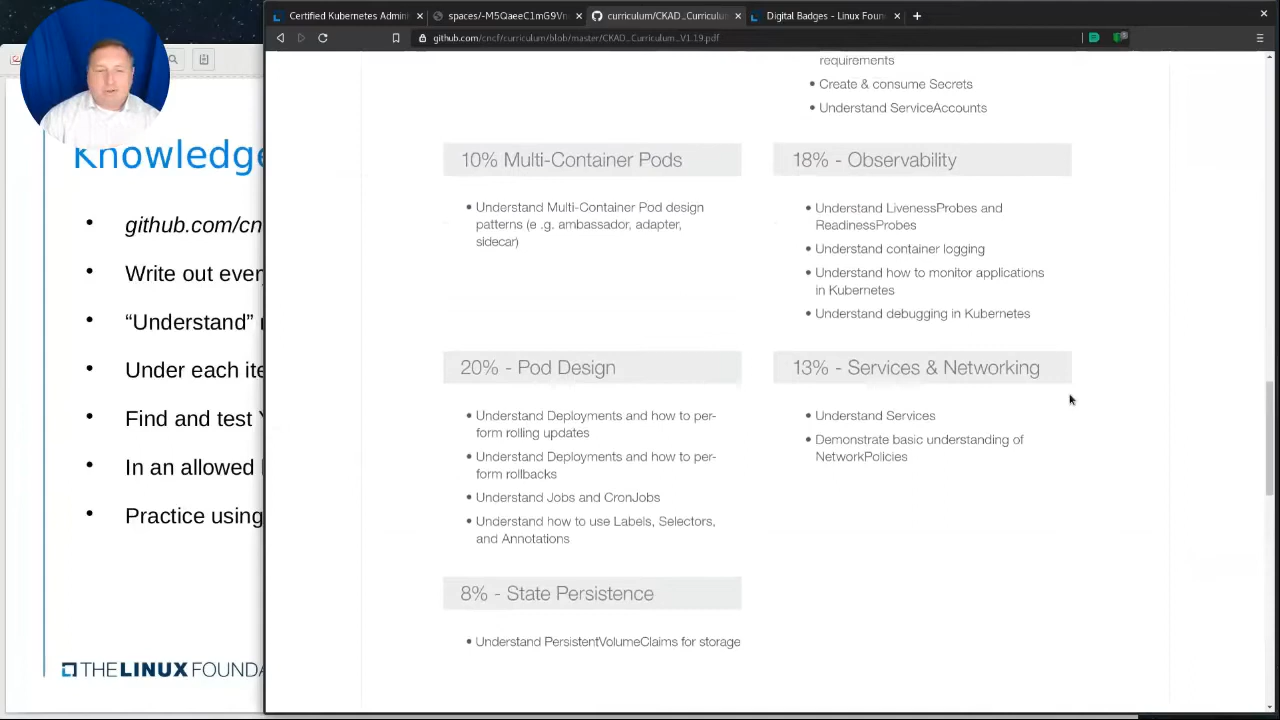 Certified Kubernetes Admini
spaces/-M5QaeeC1mG9Vn
curriculum/CKAD_Curriculum
Digital Badges - Linux Foun
github.com/cncf/curriculum/blob/master/CKAD_Curriculum_V1.19.pdf
Knowledge
github.com/cn
Write out every
“Understand”
Under each ite
Find and test
In an allowed
Practice using
THE LINUX FOUNDA
requirements
Create & consume Secrets
Understand ServiceAccounts
10% Multi-Container Pods
Understand Multi-Container Pod design
patterns (e .g. ambassador, adapter,
sidecar)
18% - Observability
Understand LivenessProbes and
ReadinessProbes
Understand container logging
Understand how to monitor applications
in Kubernetes
Understand debugging in Kubernetes
20% - Pod Design
Understand Deployments and how to per-
form rolling updates
Understand Deployments and how to per-
form rollbacks
Understand Jobs and CronJobs
Understand how to use Labels, Selectors,
and Annotations
13% - Services & Networking
Understand Services
Demonstrate basic understanding of
NetworkPolicies
8% - State Persistence
Understand PersistentVolumeClaims for storage